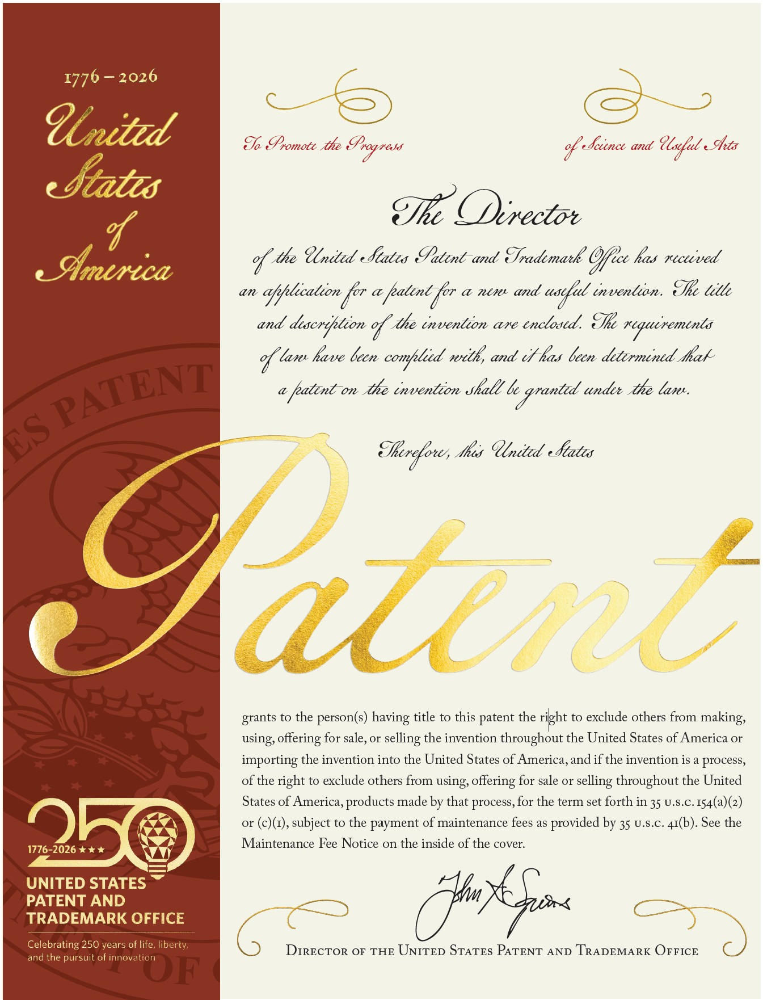 1776 – 2026
United
States
of
America
To Promote the Progress
of Science and Useful Arts
The Director
of the United States Patent and Trademark Office has received
an application for a patent for a new and useful invention. The title
and description of the invention are enclosed. The requirements
of law have been complied with, and it has been determined that
a patent on the invention shall be granted under the law.
Therefore, this United States
Patent
grants to the person(s) having title to this patent the right to exclude others from making,
using, offering for sale, or selling the invention throughout the United States of America or
importing the invention into the United States of America, and if the invention is a process,
of the right to exclude others from using, offering for sale or selling throughout the United
States of America, products made by that process, for the term set forth in 35 U.S.C. 154(a)(2)
or (c)(1), subject to the payment of maintenance fees as provided by 35 U.S.C. 41(b). See the
Maintenance Fee Notice on the inside of the cover.
John A Squires
DIRECTOR OF THE UNITED STATES PATENT AND TRADEMARK OFFICE
ES PATENT
250
1776-2026 ★★★
UNITED STATES
PATENT AND
TRADEMARK OFFICE
Celebrating 250 years of life, liberty,
and the pursuit of innovation
TMENT OF C